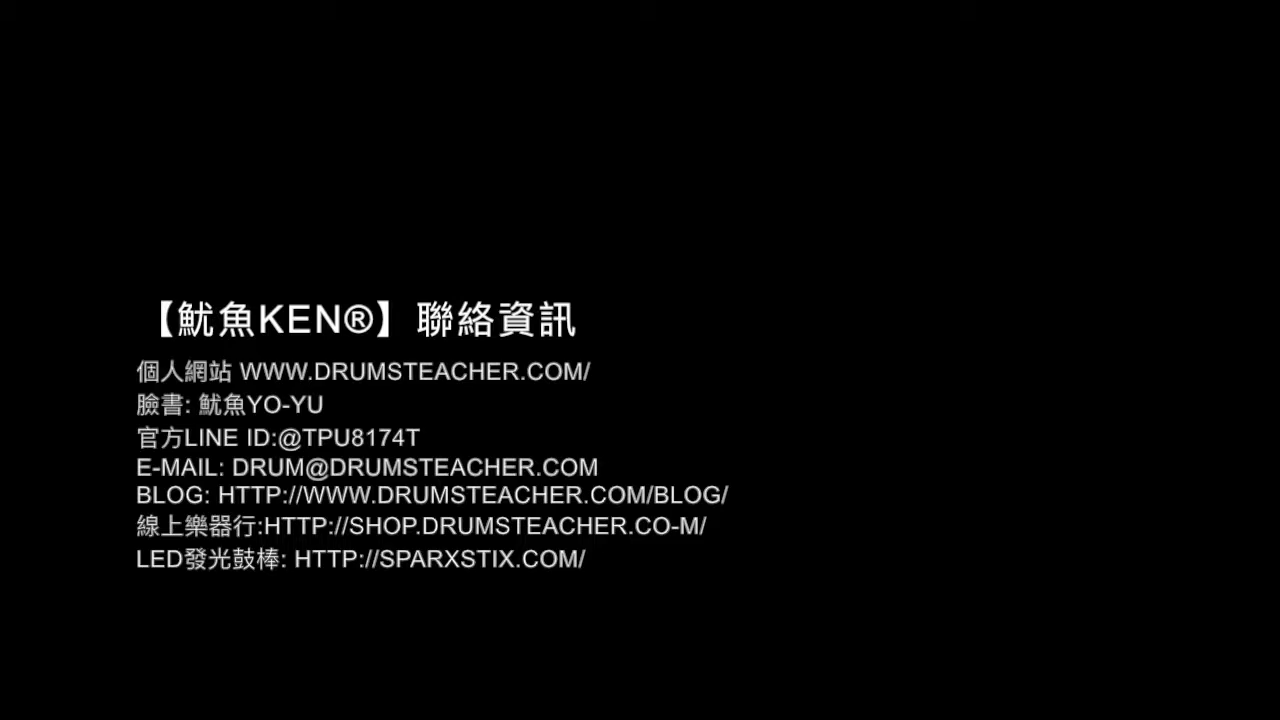 【魷魚KEN®】聯絡資訊
個人網站 WWW.DRUMSTEACHER.COM/
臉書: 魷魚YO-YU
官方LINE ID:@TPU8174T
E-MAIL: DRUM@DRUMSTEACHER.COM
BLOG: HTTP://WWW.DRUMSTEACHER.COM/BLOG/
線上樂器行:HTTP://SHOP.DRUMSTEACHER.CO-M/
LED發光鼓棒: HTTP://SPARXSTIX.COM/